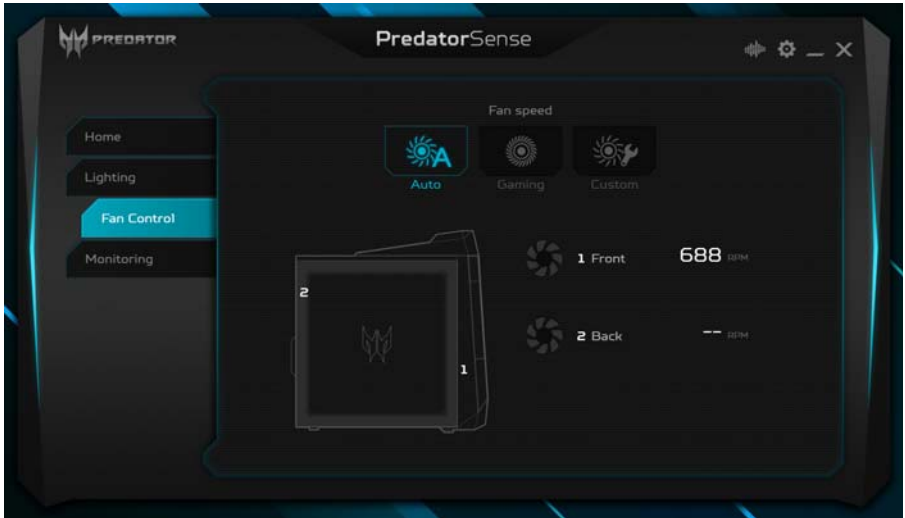 PREDATOR
PredatorSense
Fan speed
Home
Lighting
Fan Control
Monitoring
A
Auto
Gaming
Custom
2
1
1 Front 688 RPM
2 Back -- RPM